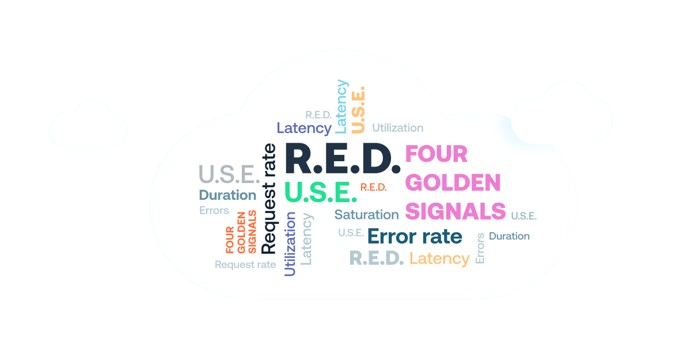 Latency
U.S.E.
R.E.D.
Latency
Utilization
R.E.D.
FOUR
GOLDEN
SIGNALS
Request rate
U.S.E.
U.S.E.
R.E.D.
Duration
Errors
FOUR
GOLDEN
SIGNALS
Saturation
U.S.E.
Utilization
Latency
U.S.E.
Error rate
Errors
Duration
Request rate
R.E.D.
Latency